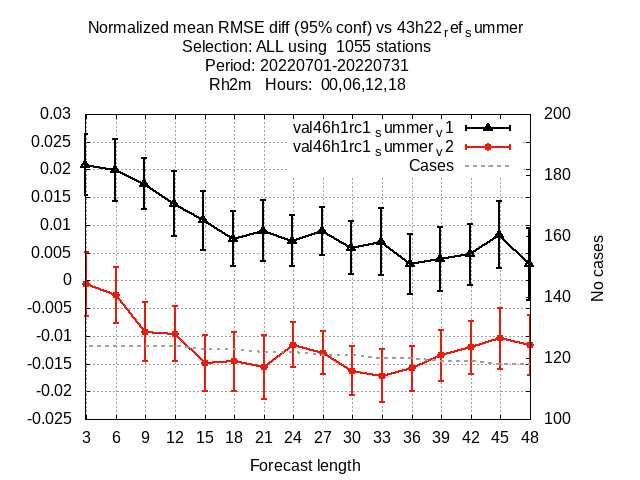 Normalized mean RMSE diff (95% conf) vs 43h22refsummer
Selection: ALL using 1055 stations
Period: 20220701-20220731
Rh2m Hours: 00,06,12,18
val46h1rc1summerv1
val46h1rc1summerv2
Cases
0.03
0.025
0.02
0.015
0.01
0.005
0
-0.005
-0.01
-0.015
-0.02
-0.025
200
180
160
140
120
100
No cases
3 6 9 12 15 18 21 24 27 30 33 36 39 42 45 48
Forecast length